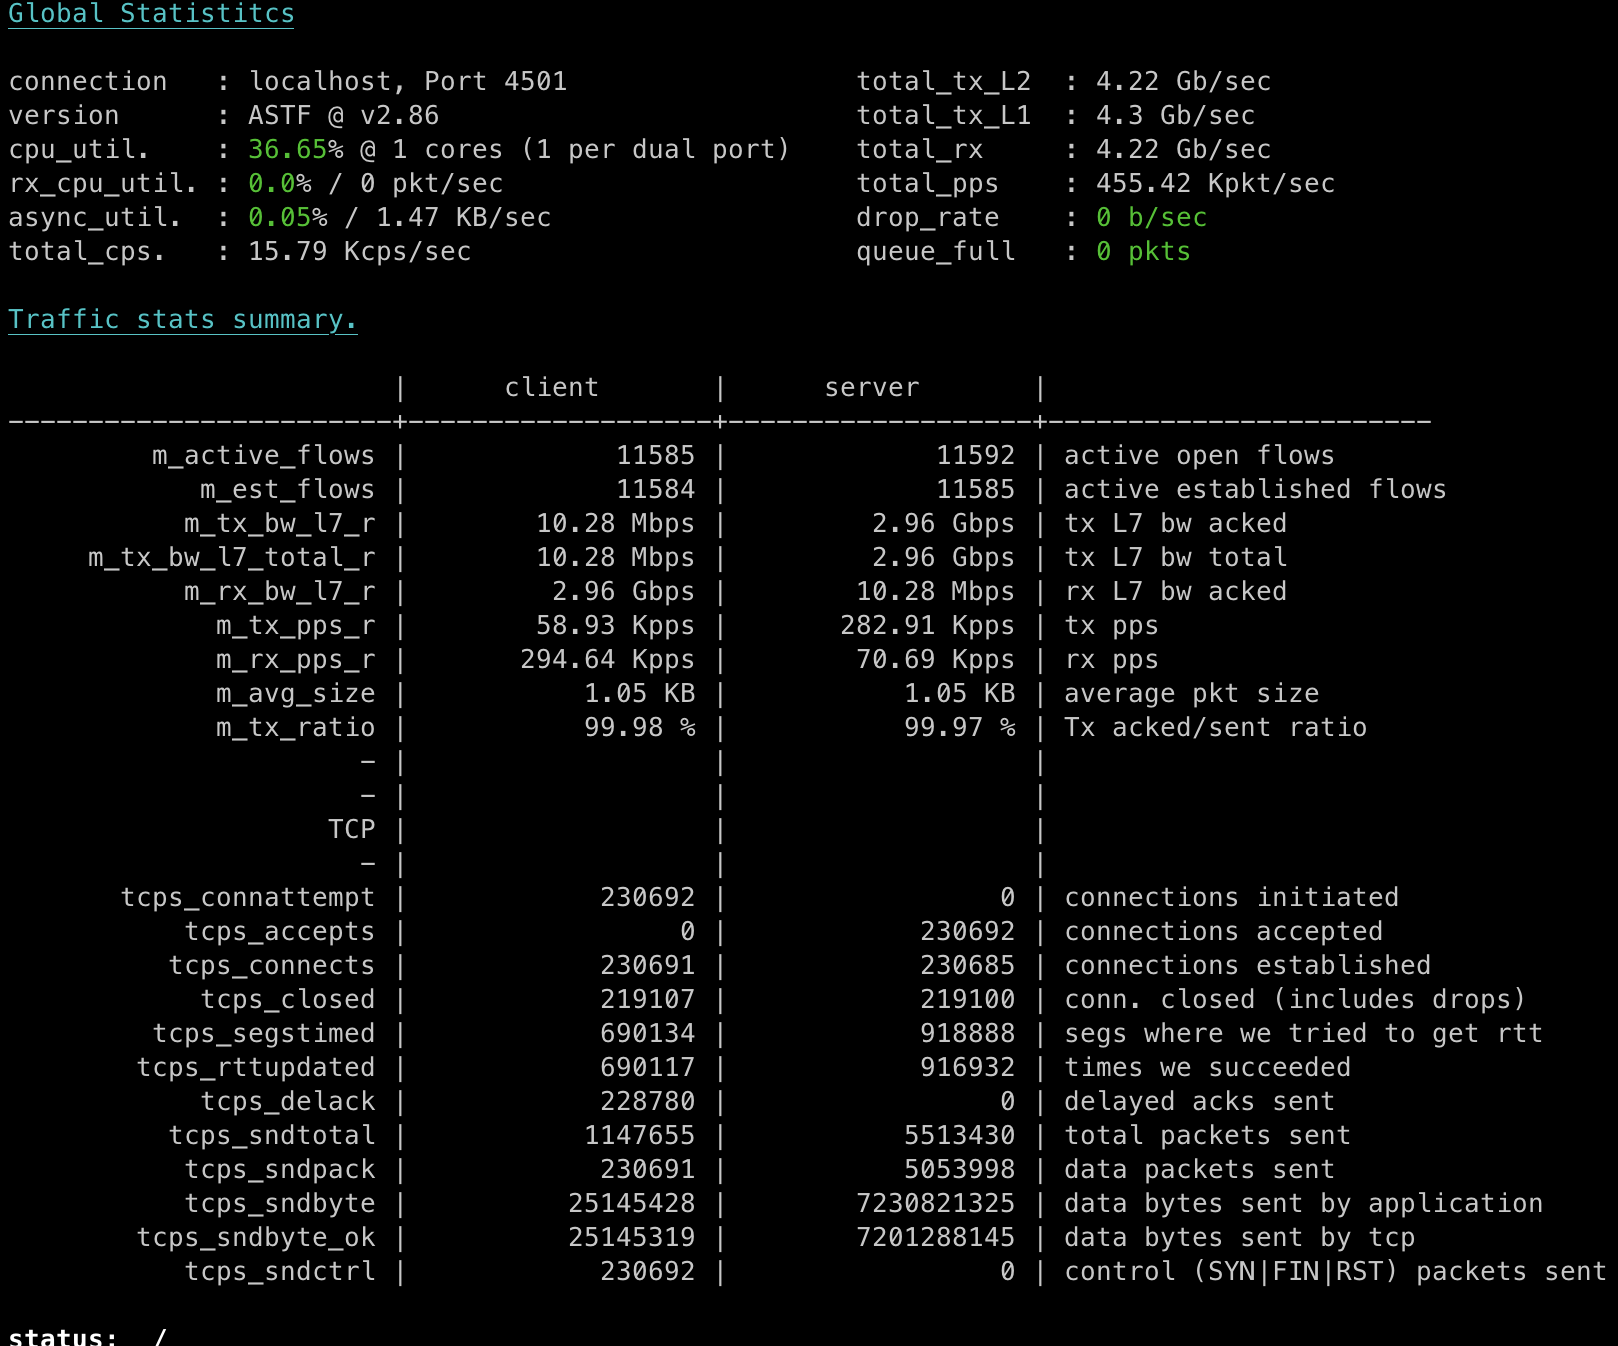 Global Statistitcs
connection   : localhost, Port 4501                  total_tx_L2  : 4.22 Gb/sec
version      : ASTF @ v2.86                          total_tx_L1  : 4.3 Gb/sec
cpu_util.    : 36.65% @ 1 cores (1 per dual port)    total_rx     : 4.22 Gb/sec
rx_cpu_util. : 0.0% / 0 pkt/sec                      total_pps    : 455.42 Kpkt/sec
async_util.  : 0.05% / 1.47 KB/sec                   drop_rate    : 0 b/sec
total_cps.   : 15.79 Kcps/sec                        queue_full   : 0 pkts
Traffic stats summary.
                        |      client       |      server       |
------------------------+-------------------+-------------------+------------------------
         m_active_flows |             11585 |             11592 | active open flows
            m_est_flows |             11584 |             11585 | active established flows
           m_tx_bw_l7_r |        10.28 Mbps |         2.96 Gbps | tx L7 bw acked
     m_tx_bw_l7_total_r |        10.28 Mbps |         2.96 Gbps | tx L7 bw total
           m_rx_bw_l7_r |         2.96 Gbps |        10.28 Mbps | rx L7 bw acked
             m_tx_pps_r |        58.93 Kpps |       282.91 Kpps | tx pps
             m_rx_pps_r |       294.64 Kpps |        70.69 Kpps | rx pps
             m_avg_size |           1.05 KB |           1.05 KB | average pkt size
             m_tx_ratio |           99.98 % |           99.97 % | Tx acked/sent ratio
                      - |                   |                   |
                      - |                   |                   |
                    TCP |                   |                   |
                      - |                   |                   |
       tcps_connattempt |            230692 |                 0 | connections initiated
           tcps_accepts |                 0 |            230692 | connections accepted
          tcps_connects |            230691 |            230685 | connections established
            tcps_closed |            219107 |            219100 | conn. closed (includes drops)
         tcps_segstimed |            690134 |            918888 | segs where we tried to get rtt
        tcps_rttupdated |            690117 |            916932 | times we succeeded
            tcps_delack |            228780 |                 0 | delayed acks sent
          tcps_sndtotal |           1147655 |           5513430 | total packets sent
           tcps_sndpack |            230691 |           5053998 | data packets sent
           tcps_sndbyte |          25145428 |        7230821325 | data bytes sent by application
        tcps_sndbyte_ok |          25145319 |        7201288145 | data bytes sent by tcp
           tcps_sndctrl |            230692 |                 0 | control (SYN|FIN|RST) packets sent
status:  /